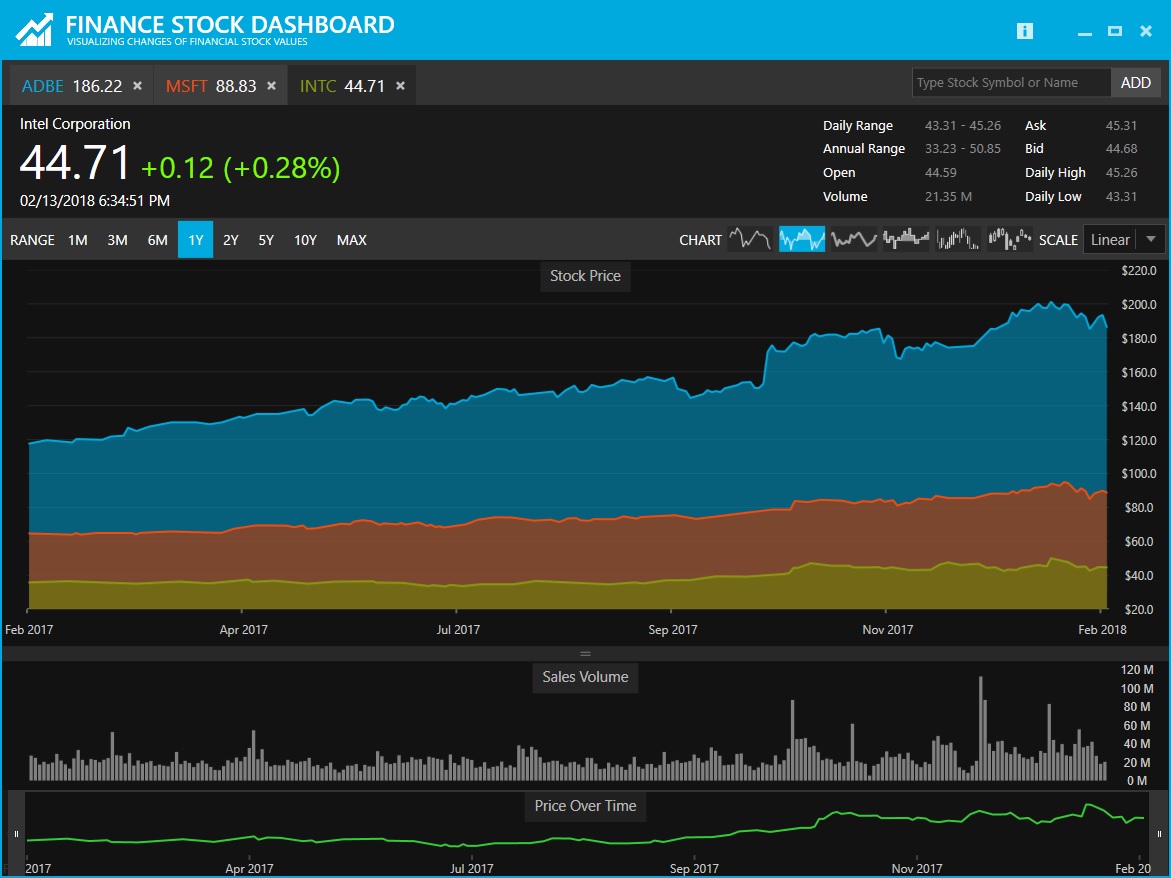 FINANCE STOCK DASHBOARD
VISUALIZING CHANGES OF FINANCIAL STOCK VALUES
ADBE 186.22 × MSFT 88.83 × INTC 44.71 × Type Stock Symbol or Name ADD
Intel Corporation
44.71 +0.12 (+0.28%)
02/13/2018 6:34:51 PM
Daily Range 43.31 - 45.26 Ask 45.31
Annual Range 33.23 - 50.85 Bid 44.68
Open 44.59 Daily High 45.26
Volume 21.35 M Daily Low 43.31
RANGE 1M 3M 6M 1Y 2Y 5Y 10Y MAX CHART SCALE Linear
Stock Price
$220.0
$200.0
$180.0
$160.0
$140.0
$120.0
$100.0
$80.0
$60.0
$40.0
$20.0
Feb 2017 Apr 2017 Jul 2017 Sep 2017 Nov 2017 Feb 2018
Sales Volume
120 M
100 M
80 M
60 M
40 M
20 M
0 M
Price Over Time
2017 Apr 2017 Jul 2017 Sep 2017 Nov 2017 Feb 20